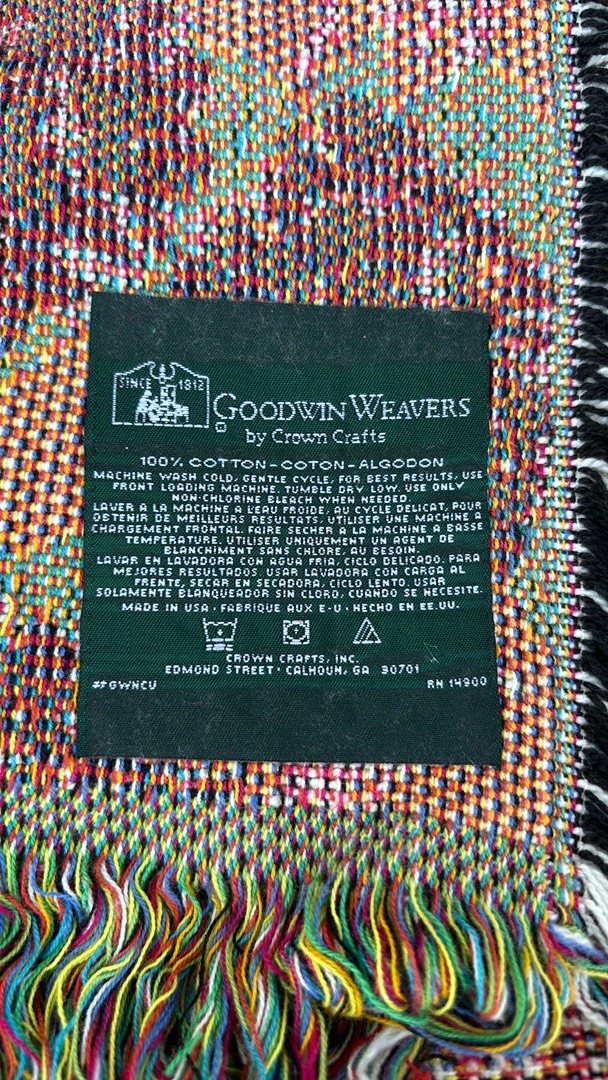 SINCE 1812
GOODWIN WEAVERS
by Crown Crafts
100% COTTON-COTON-ALGODON
MACHINE WASH COLD, GENTLE CYCLE, FOR BEST RESULTS, USE
FRONT LOADING MACHINE. TUMBLE DRY LOW. USE ONLY
NON-CHLORINE BLEACH WHEN NEEDED.
LAVER A LA MACHINE A L'EAU FROIDE, AU CYCLE DELICAT, POUR
OBTENIR DE MEILLEURS RESULTATS, UTILISER UNE MACHINE A
CHARGEMENT FRONTAL. FAIRE SECHER A LA MACHINE A BASSE
TEMPERATURE. UTILISER UNIQUEMENT UN AGENT DE
BLANCHIMENT SANS CHLORE, AU BESOIN.
LAVAR EN LAVADORA CON AGUA FRIA, CICLO DELICADO. PARA
MEJORES RESULTADOS USAR LAVADORA CON CARGA AL
FRENTE, SECAR EN SECADORA, CICLO LENTO. USAR
SOLAMENTE BLANQUEADOR SIN CLORO, CUANDO SE NECESITE.
MADE IN USA · FABRIQUE AUX E-U · HECHO EN EE.UU.
CROWN CRAFTS, INC.
EDMOND STREET · CALHOUN, GA 30701
#GWNCU RN 14900